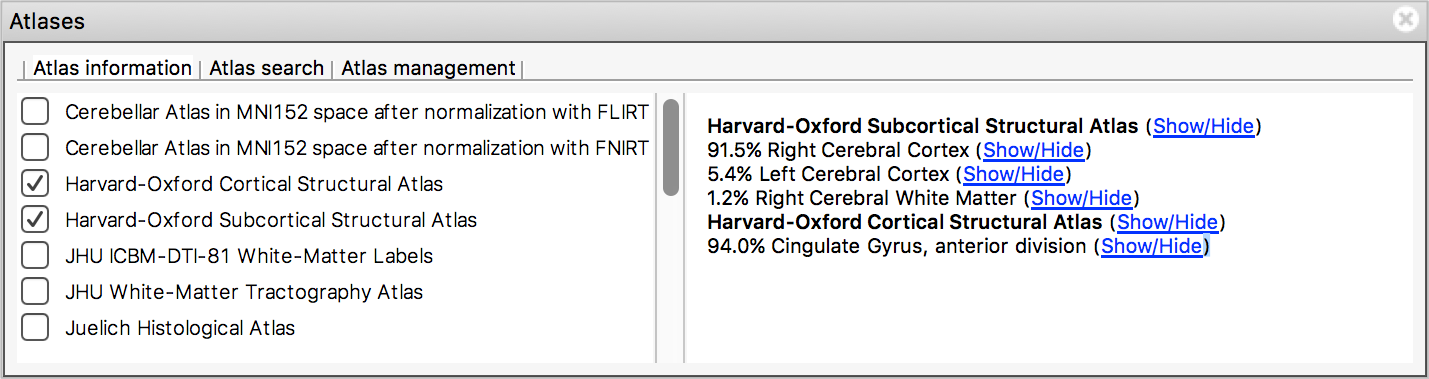 Atlases
Atlas information Atlas search Atlas management
Cerebellar Atlas in MNI152 space after normalization with FLIRT
Cerebellar Atlas in MNI152 space after normalization with FNIRT
Harvard-Oxford Cortical Structural Atlas
Harvard-Oxford Subcortical Structural Atlas
JHU ICBM-DTI-81 White-Matter Labels
JHU White-Matter Tractography Atlas
Juelich Histological Atlas
Harvard-Oxford Subcortical Structural Atlas (Show/Hide)
91.5% Right Cerebral Cortex (Show/Hide)
5.4% Left Cerebral Cortex (Show/Hide)
1.2% Right Cerebral White Matter (Show/Hide)
Harvard-Oxford Cortical Structural Atlas (Show/Hide)
94.0% Cingulate Gyrus, anterior division (Show/Hide)